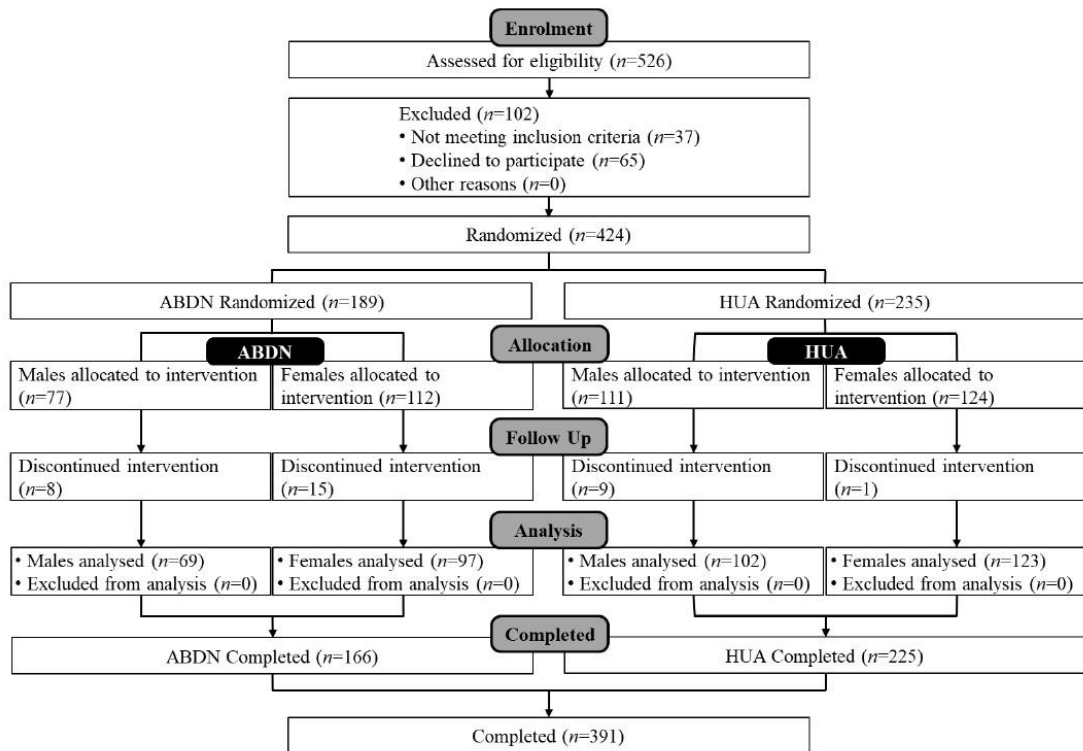 Enrolment
Assessed for eligibility (n=526)
Excluded (n=102)
• Not meeting inclusion criteria (n=37)
• Declined to participate (n=65)
• Other reasons (n=0)
Randomized (n=424)
ABDN Randomized (n=189)
HUA Randomized (n=235)
ABDN
Allocation
HUA
Males allocated to intervention
(n=77)
Females allocated to
intervention (n=112)
Males allocated to intervention
(n=111)
Females allocated to
intervention (n=124)
Follow Up
Discontinued intervention
(n=8)
Discontinued intervention
(n=15)
Discontinued intervention
(n=9)
Discontinued intervention
(n=1)
Analysis
• Males analysed (n=69)
• Excluded from analysis (n=0)
• Females analysed (n=97)
• Excluded from analysis (n=0)
• Males analysed (n=102)
• Excluded from analysis (n=0)
• Females analysed (n=123)
• Excluded from analysis (n=0)
Completed
ABDN Completed (n=166)
HUA Completed (n=225)
Completed (n=391)